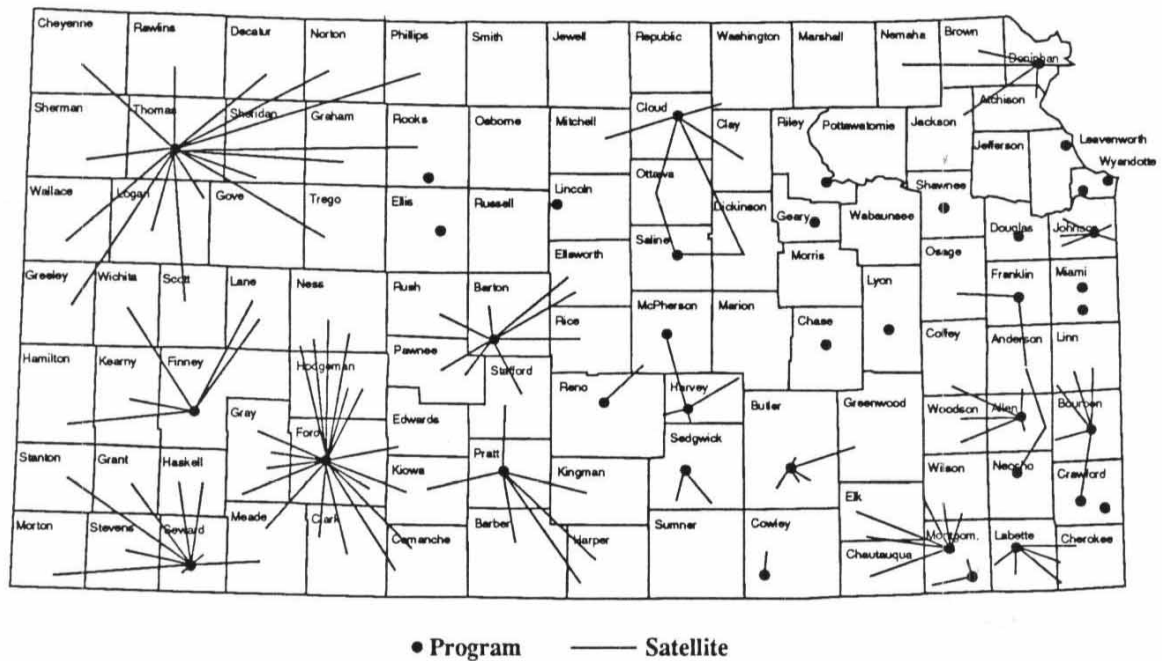 Cheyenne Rawlins Decatur Norton Phillips Smith Jewell Republic Washington Marshall Nemaha Brown
Doniphan
Sherman Thomas Sheridan Graham Rooks Osborne Mitchell Cloud Clay Riley Pottawatomie Jackson Atchison
Jefferson Leavenworth
Wyandotte
Wallace Logan Gove Trego Ellis Russell Lincoln Ottawa Dickinson Geary Wabaunsee Shawnee
Douglas Johnson
Ellsworth Saline Morris Osage
Greeley Wichita Scott Lane Ness Rush Barton Rice McPherson Marion Chase Lyon Franklin Miami
Hamilton Kearny Finney Hodgeman Pawnee Stafford Coffey Anderson Linn
Gray Edwards Reno Harvey Butler Greenwood Woodson Allen Bourbon
Ford
Stanton Grant Haskell Kiowa Pratt Kingman Sedgwick Wilson Neosho Crawford
Elk
Morton Stevens Seward Meade Clark Comanche Barber Harper Sumner Cowley Chautauqua Montgom. Labette Cherokee
Program Satellite